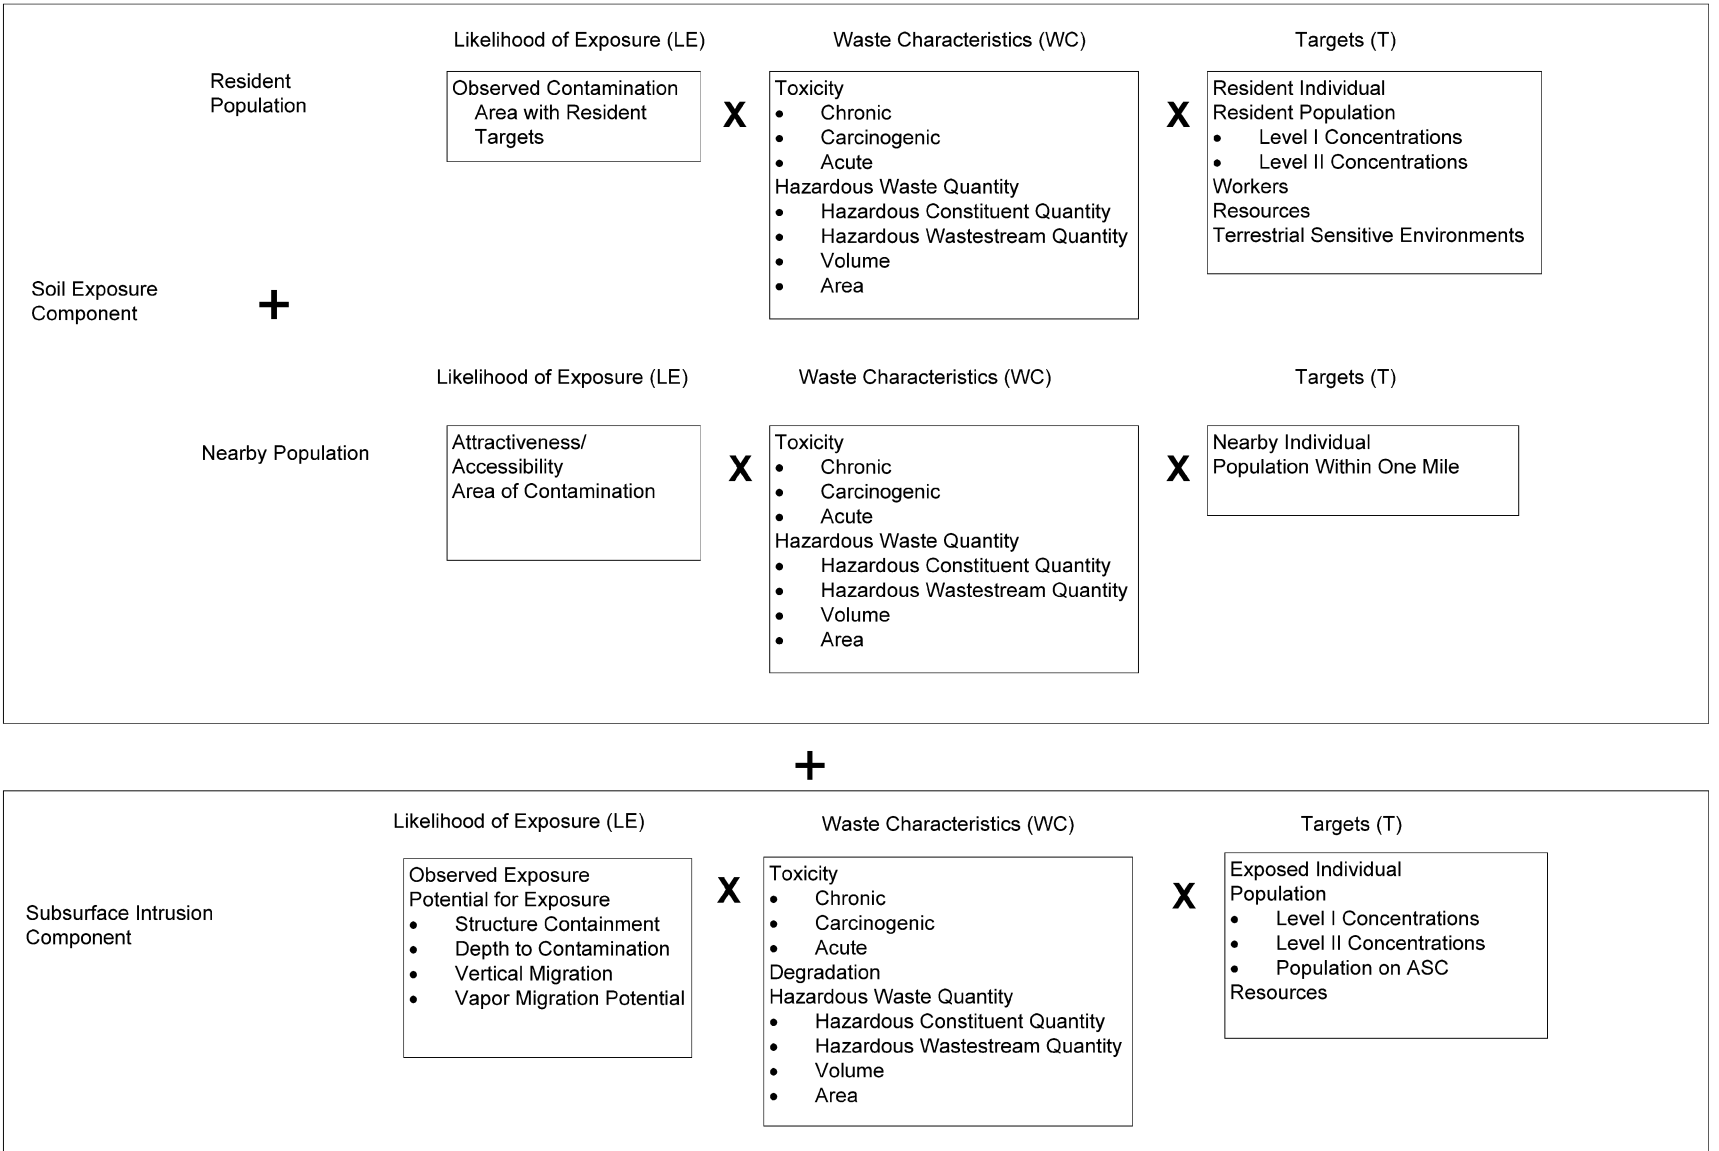 Likelihood of Exposure (LE)
Waste Characteristics (WC)
Targets (T)
Resident
Population
Observed Contamination
Area with Resident
Targets
X
Toxicity
• Chronic
• Carcinogenic
• Acute
Hazardous Waste Quantity
• Hazardous Constituent Quantity
• Hazardous Wastestream Quantity
• Volume
• Area
X
Resident Individual
Resident Population
• Level I Concentrations
• Level II Concentrations
Workers
Resources
Terrestrial Sensitive Environments
Soil Exposure
Component
+
Likelihood of Exposure (LE)
Waste Characteristics (WC)
Targets (T)
Nearby Population
Attractiveness/
Accessibility
Area of Contamination
X
Toxicity
• Chronic
• Carcinogenic
• Acute
Hazardous Waste Quantity
• Hazardous Constituent Quantity
• Hazardous Wastestream Quantity
• Volume
• Area
X
Nearby Individual
Population Within One Mile
+
Likelihood of Exposure (LE)
Waste Characteristics (WC)
Targets (T)
Subsurface Intrusion
Component
Observed Exposure
Potential for Exposure
• Structure Containment
• Depth to Contamination
• Vertical Migration
• Vapor Migration Potential
X
Toxicity
• Chronic
• Carcinogenic
• Acute
Degradation
Hazardous Waste Quantity
• Hazardous Constituent Quantity
• Hazardous Wastestream Quantity
• Volume
• Area
X
Exposed Individual
Population
• Level I Concentrations
• Level II Concentrations
• Population on ASC
Resources